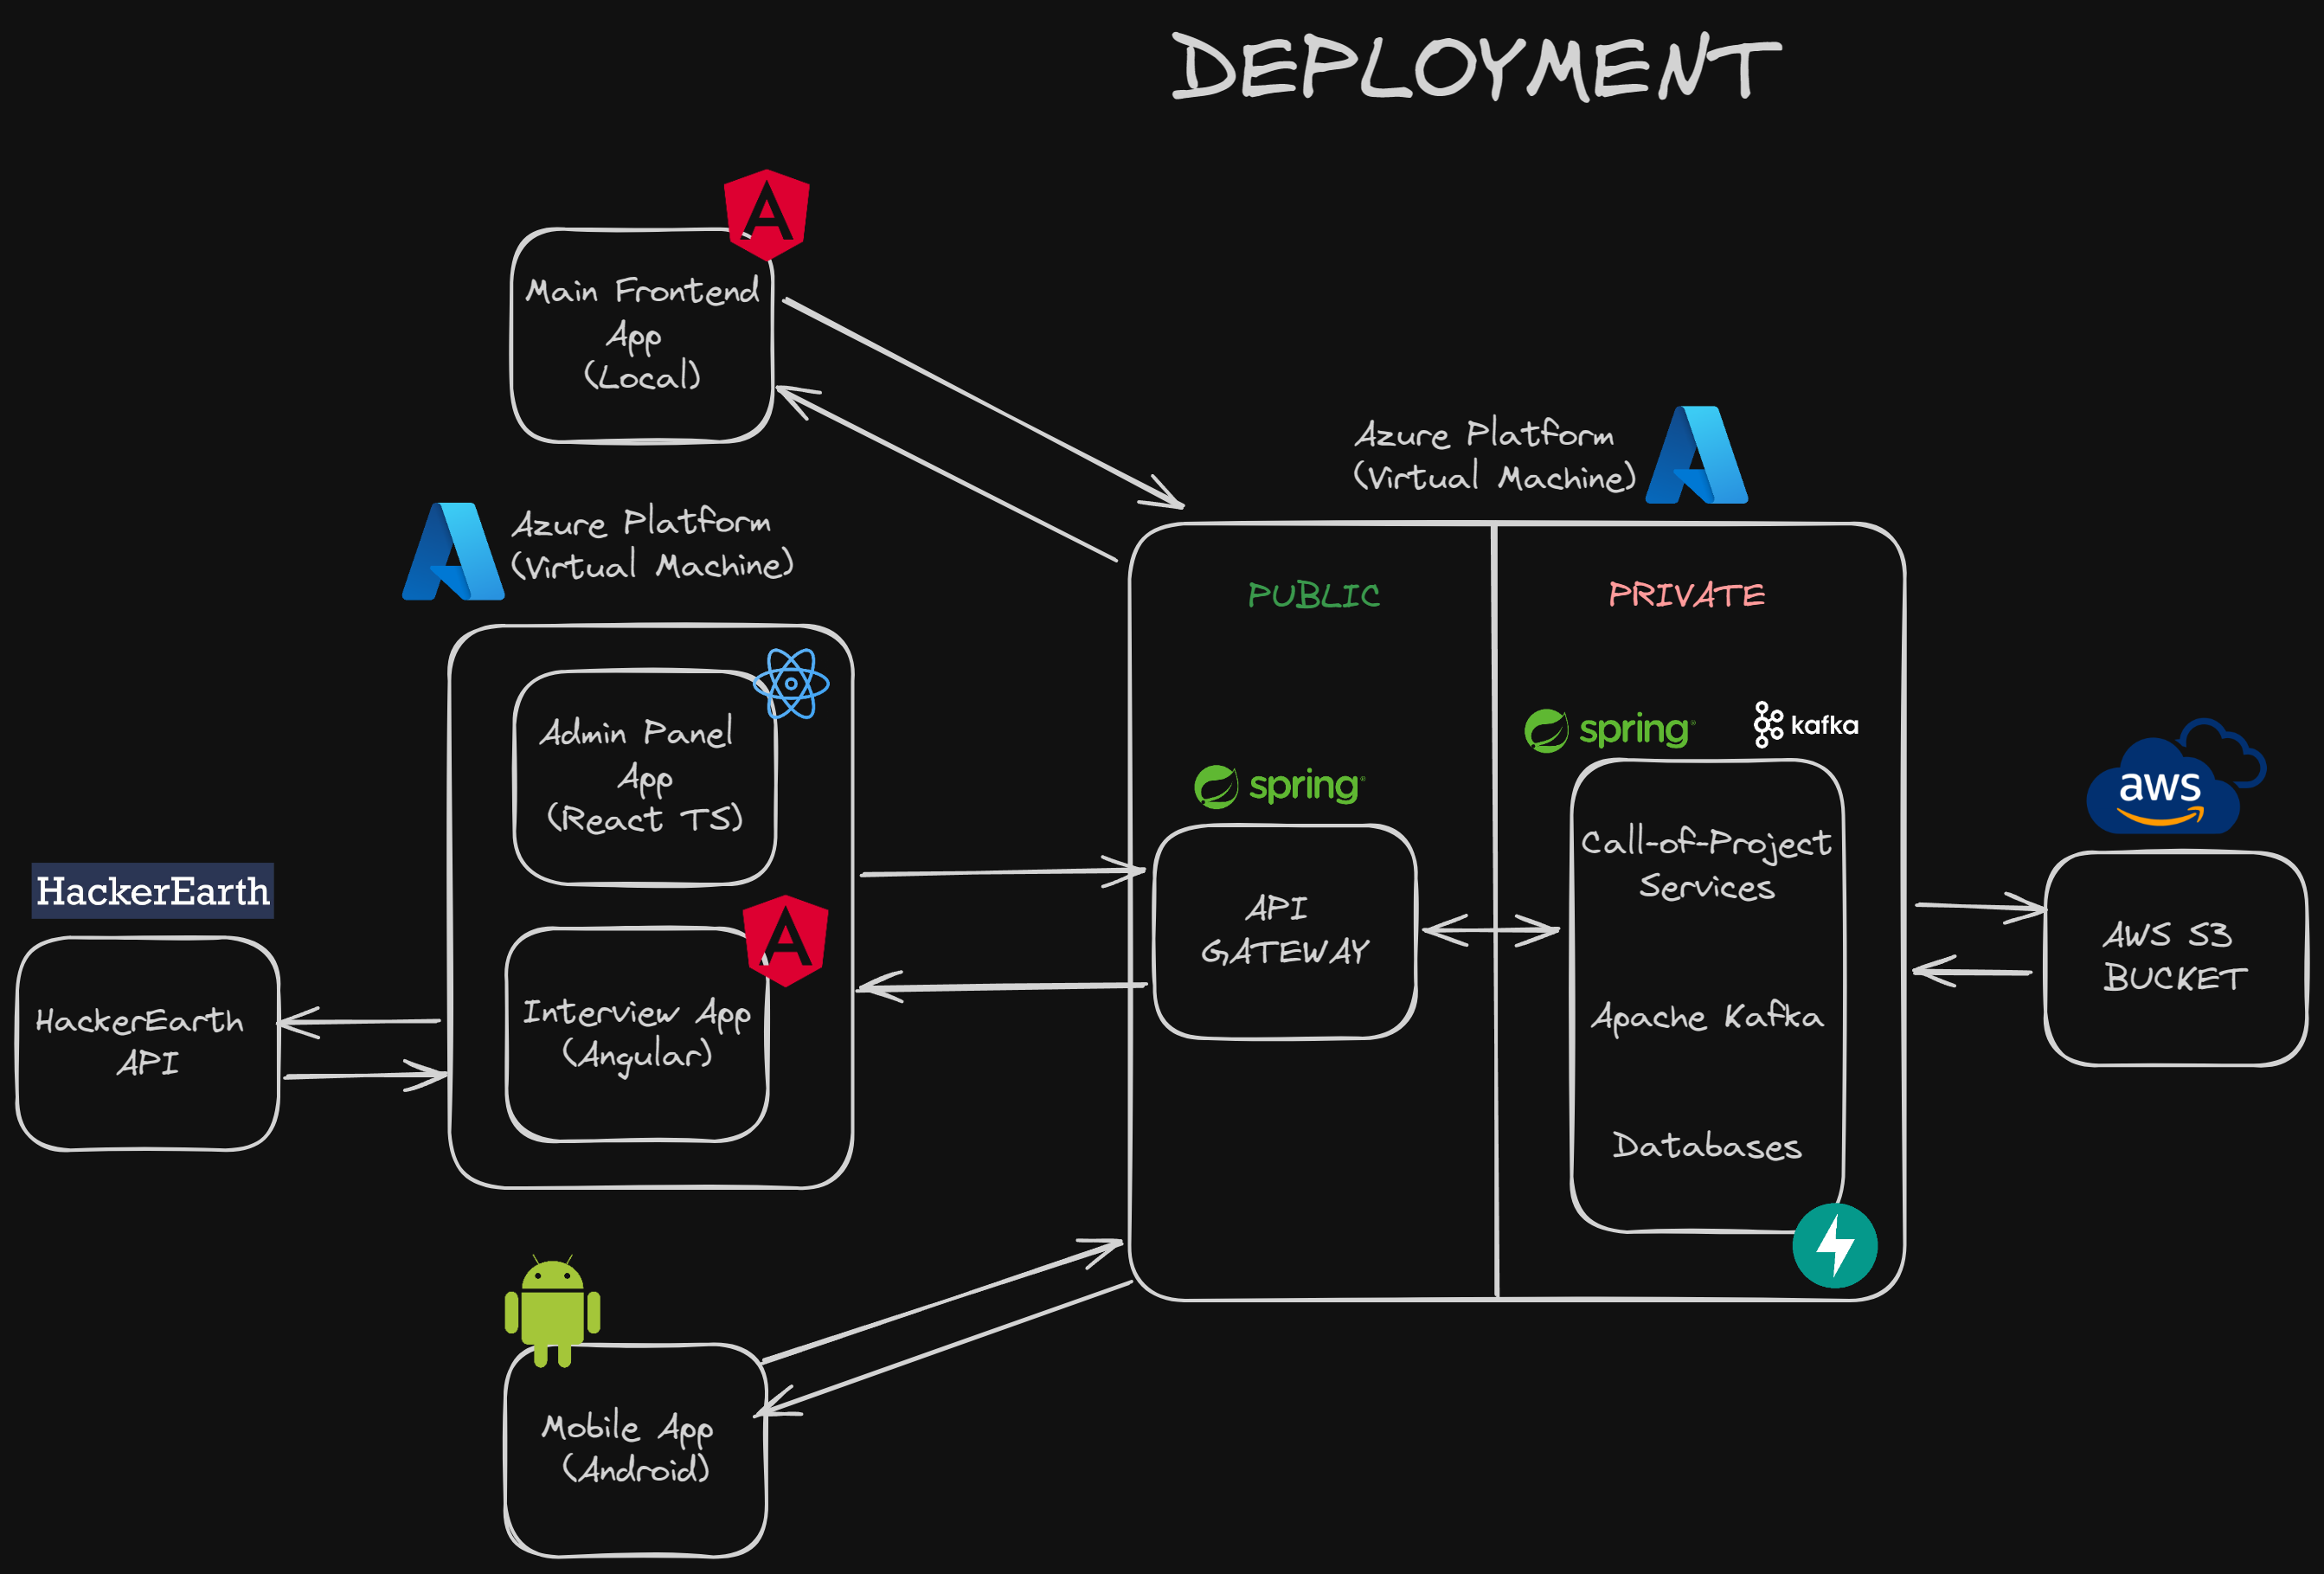 DEPLOYMENT
Main Frontend
App
(Local)
Azure Platform
(Virtual Machine)
Azure Platform
(Virtual Machine)
PUBLIC
PRIVATE
Admin Panel
App
(React TS)
spring
kafka
spring
aws
Call-of-Project
Services
HackerEarth
API
GATEWAY
AWS S3
BUCKET
Interview App
(Angular)
Apache Kafka
HackerEarth
API
Databases
Mobile App
(Android)